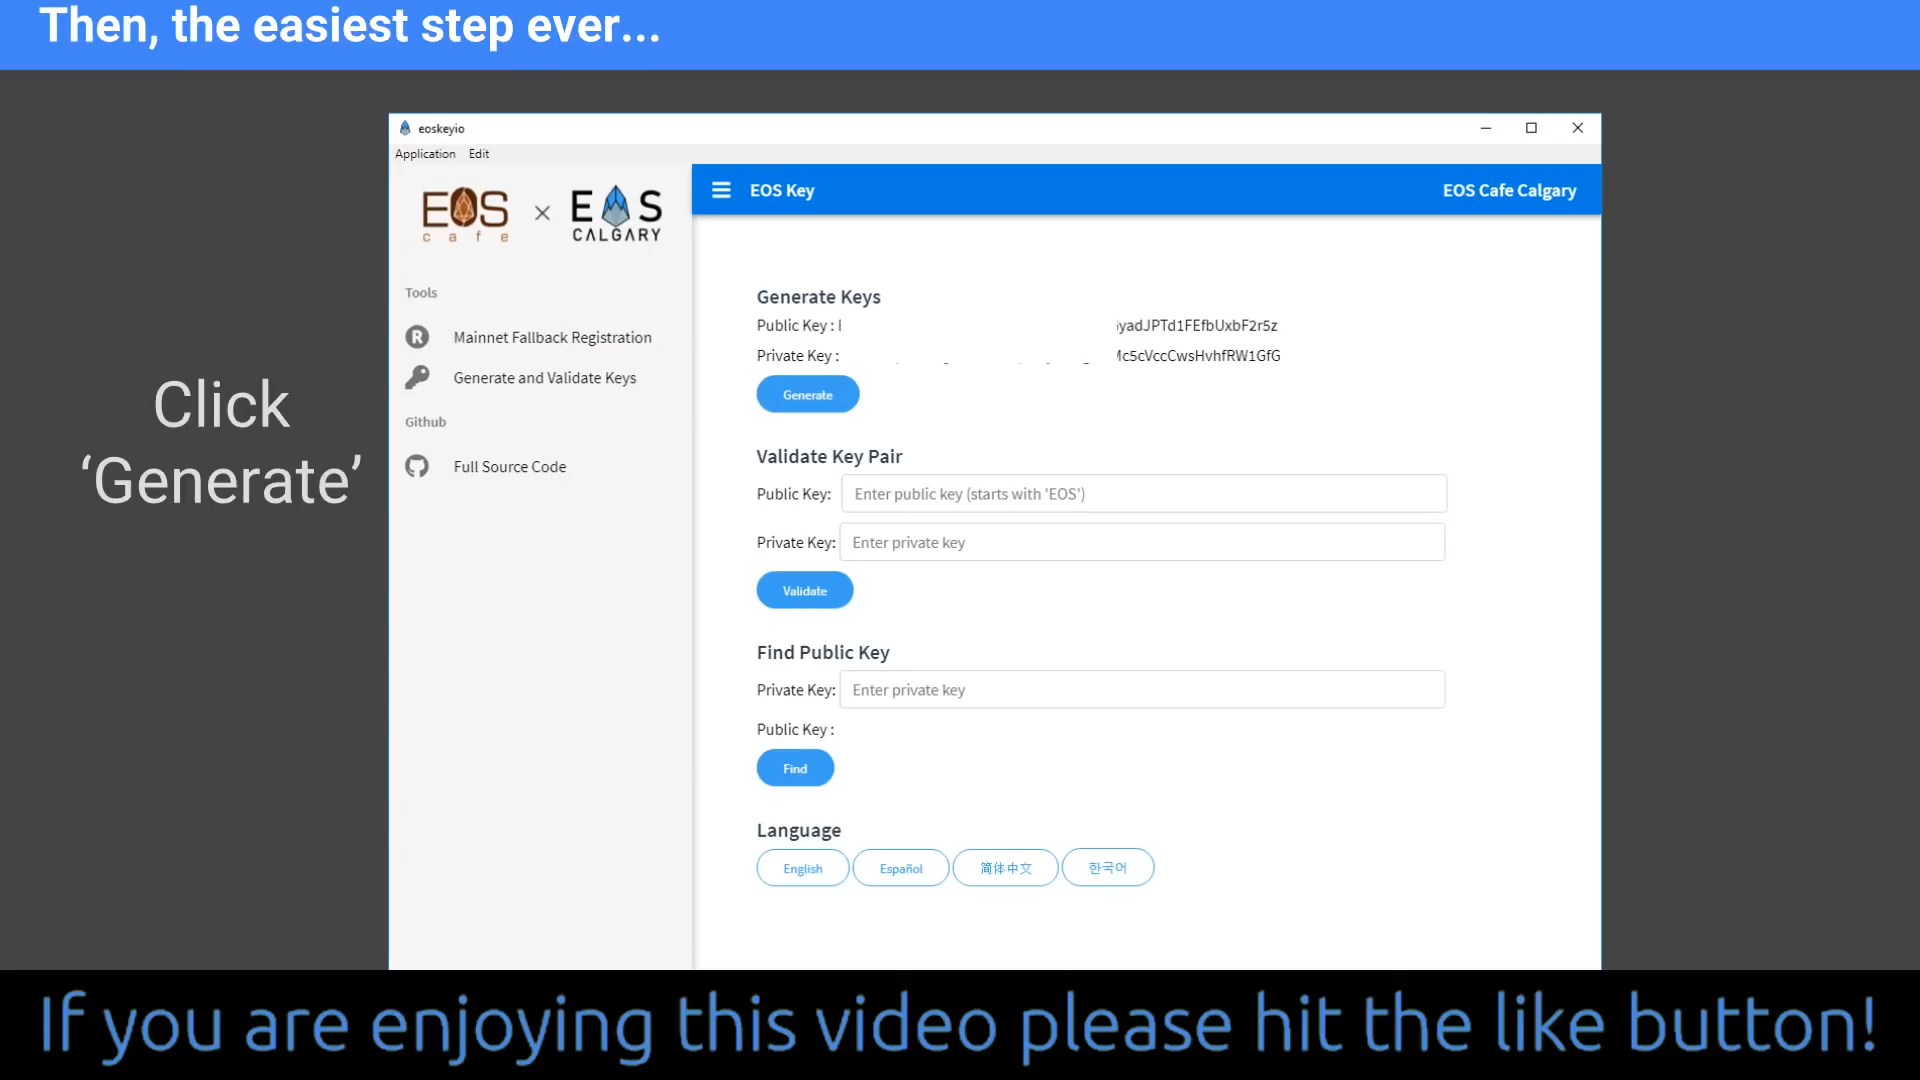 Then, the easiest step ever...
eoskeyio
Application Edit
EOS cafe × EOS CALGARY
EOS Key
EOS Cafe Calgary
Tools
Mainnet Fallback Registration
Generate and Validate Keys
Github
Full Source Code
Click
‘Generate’
Generate Keys
Public Key : yadJPTd1FEfbUxbF2r5z
Private Key : c5cVccCwsHvhfRW1GfG
Generate
Validate Key Pair
Public Key: Enter public key (starts with 'EOS')
Private Key: Enter private key
Validate
Find Public Key
Private Key: Enter private key
Public Key :
Find
Language
English Español 简体中文 한국어
If you are enjoying this video please hit the like button!